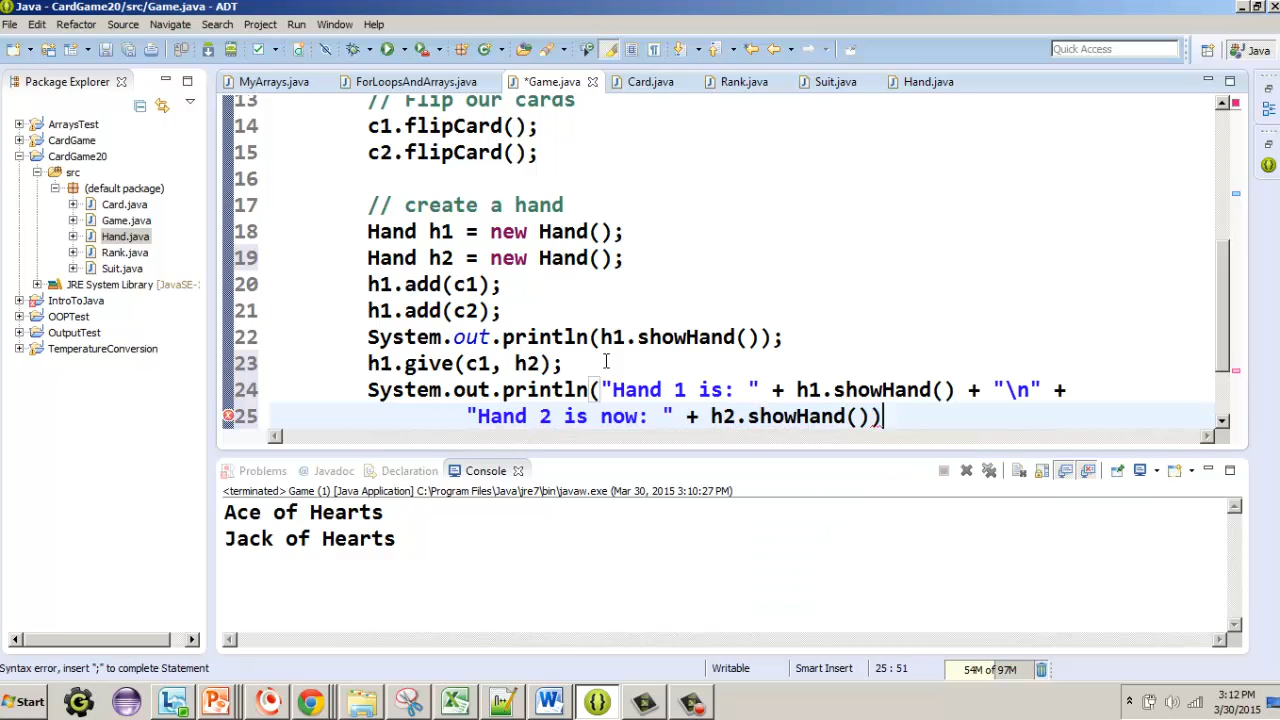 Java - CardGame20/src/Game.java - ADT
File Edit Refactor Source Navigate Search Project Run Window Help
Quick Access
Java
Package Explorer
MyArrays.java ForLoopsAndArrays.java *Game.java Card.java Rank.java Suit.java Hand.java
ArraysTest
CardGame
CardGame20
src
(default package)
Card.java
Game.java
Hand.java
Rank.java
Suit.java
JRE System Library [JavaSE-
IntroToJava
OOPTest
OutputTest
TemperatureConversion
13 // Flip our cards
14 c1.flipCard();
15 c2.flipCard();
16
17 // create a hand
18 Hand h1 = new Hand();
19 Hand h2 = new Hand();
20 h1.add(c1);
21 h1.add(c2);
22 System.out.println(h1.showHand());
23 h1.give(c1, h2);
24 System.out.println("Hand 1 is: " + h1.showHand() + "\n" +
25 "Hand 2 is now: " + h2.showHand())
Problems Javadoc Declaration Console
<terminated> Game (1) [Java Application] C:\Program Files\Java\jre7\bin\javaw.exe (Mar 30, 2015 3:10:27 PM)
Ace of Hearts
Jack of Hearts
Syntax error, insert ";" to complete Statement
Writable
Smart Insert
25 : 51
54M of 97M
Start
3:12 PM
3/30/2015